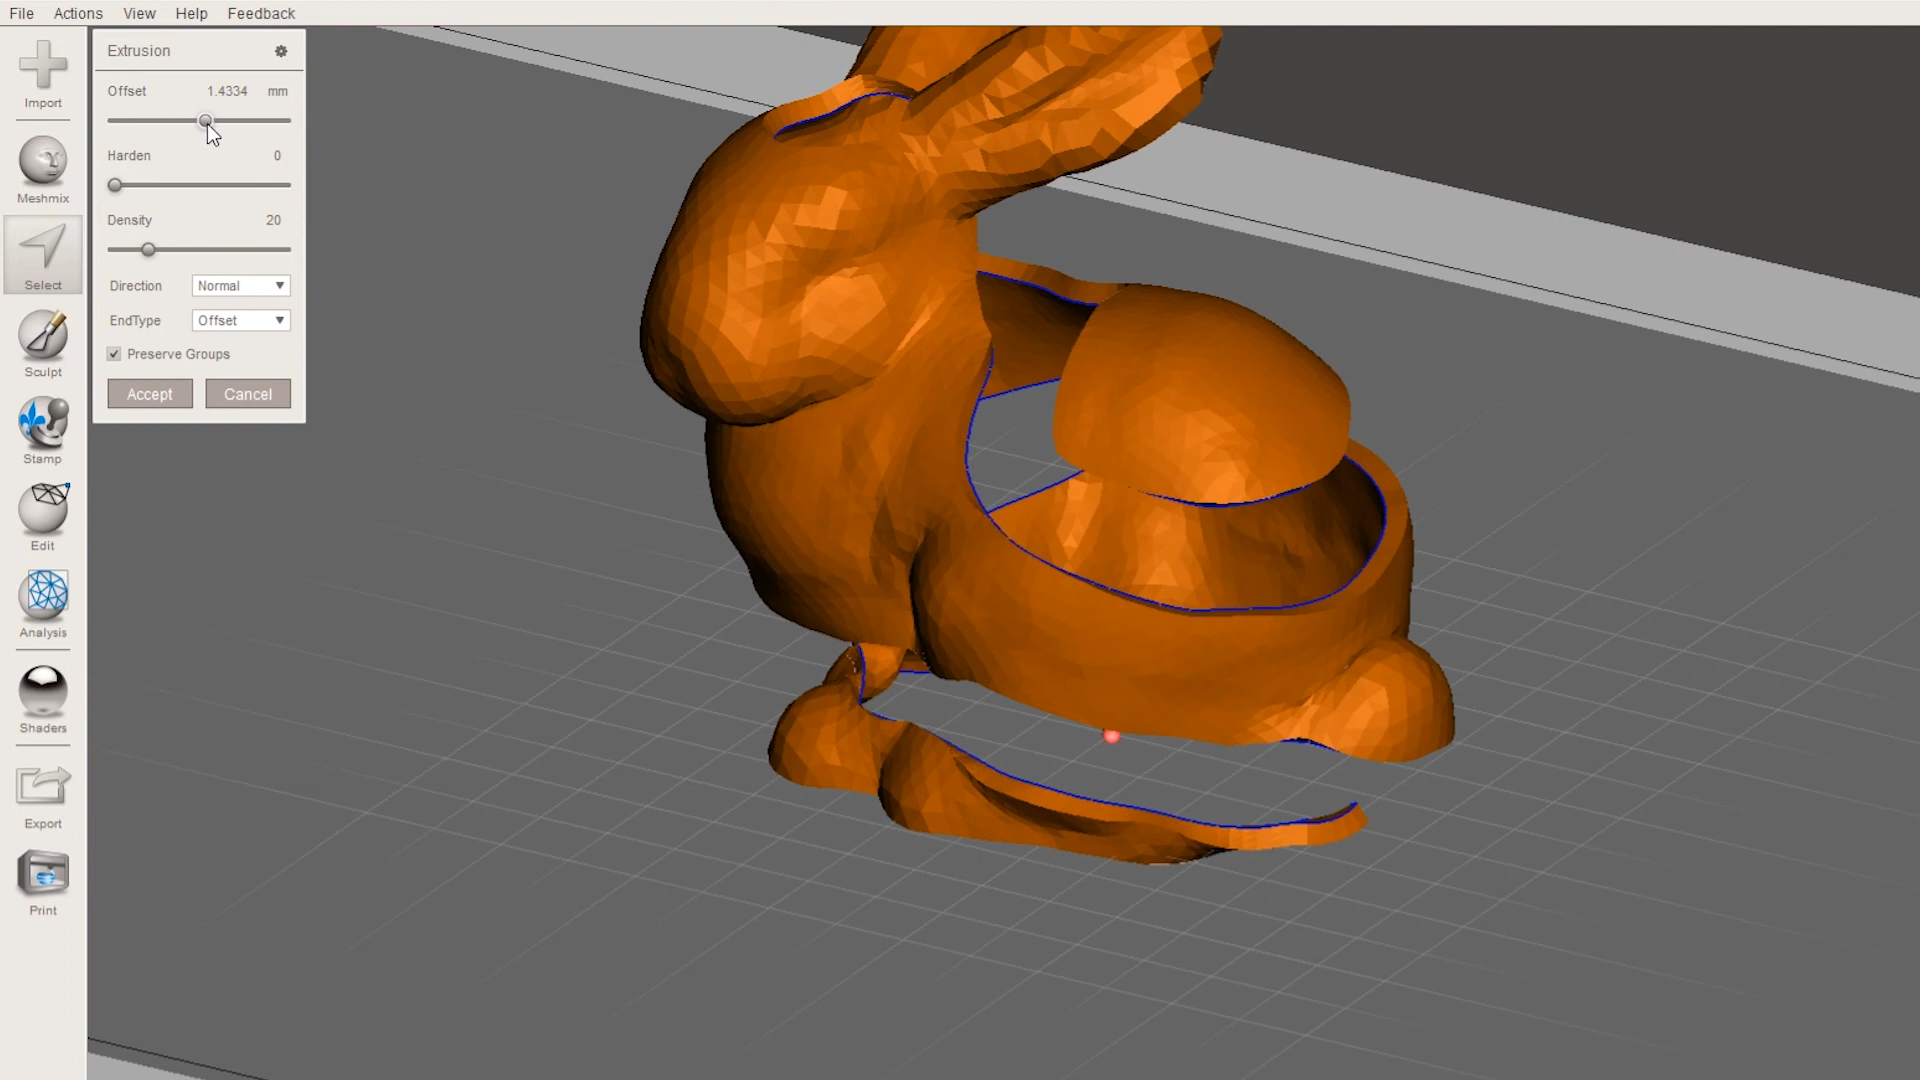 File Actions View Help Feedback
Import
Meshmix
Select
Sculpt
Stamp
Edit
Analysis
Shaders
Export
Print
Extrusion
Offset 1.4334 mm
Harden 0
Density 20
Direction Normal
EndType Offset
Preserve Groups
Accept Cancel